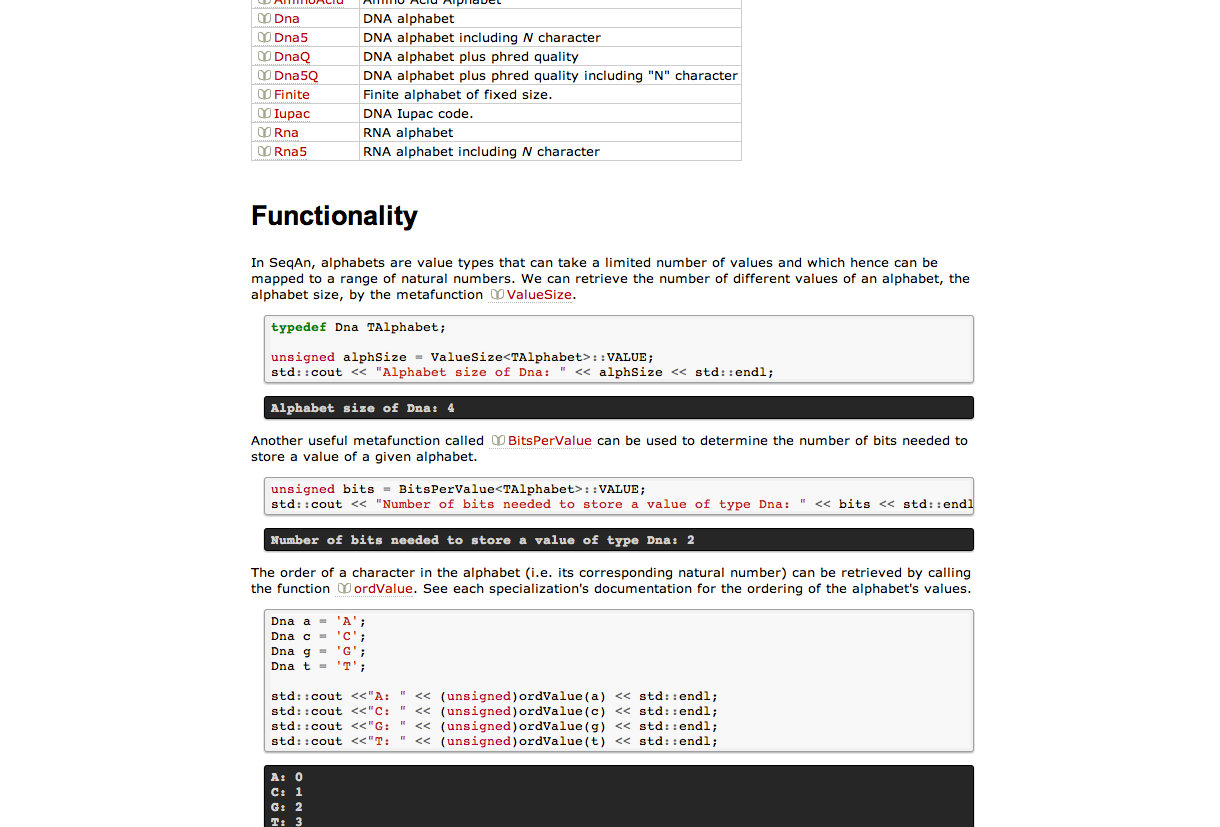 AminoAcid Amino Acid Alphabet
Dna DNA alphabet
Dna5 DNA alphabet including N character
DnaQ DNA alphabet plus phred quality
Dna5Q DNA alphabet plus phred quality including "N" character
Finite Finite alphabet of fixed size.
Iupac DNA Iupac code.
Rna RNA alphabet
Rna5 RNA alphabet including N character
Functionality
In SeqAn, alphabets are value types that can take a limited number of values and which hence can be
mapped to a range of natural numbers. We can retrieve the number of different values of an alphabet, the
alphabet size, by the metafunction ValueSize.
typedef Dna TAlphabet;
unsigned alphSize = ValueSize<TAlphabet>::VALUE;
std::cout << "Alphabet size of Dna: " << alphSize << std::endl;
Alphabet size of Dna: 4
Another useful metafunction called BitsPerValue can be used to determine the number of bits needed to
store a value of a given alphabet.
unsigned bits = BitsPerValue<TAlphabet>::VALUE;
std::cout << "Number of bits needed to store a value of type Dna: " << bits << std::endl
Number of bits needed to store a value of type Dna: 2
The order of a character in the alphabet (i.e. its corresponding natural number) can be retrieved by calling
the function ordValue. See each specialization's documentation for the ordering of the alphabet's values.
Dna a = 'A';
Dna c = 'C';
Dna g = 'G';
Dna t = 'T';
std::cout <<"A: " << (unsigned)ordValue(a) << std::endl;
std::cout <<"C: " << (unsigned)ordValue(c) << std::endl;
std::cout <<"G: " << (unsigned)ordValue(g) << std::endl;
std::cout <<"T: " << (unsigned)ordValue(t) << std::endl;
A: 0
C: 1
G: 2
T: 3